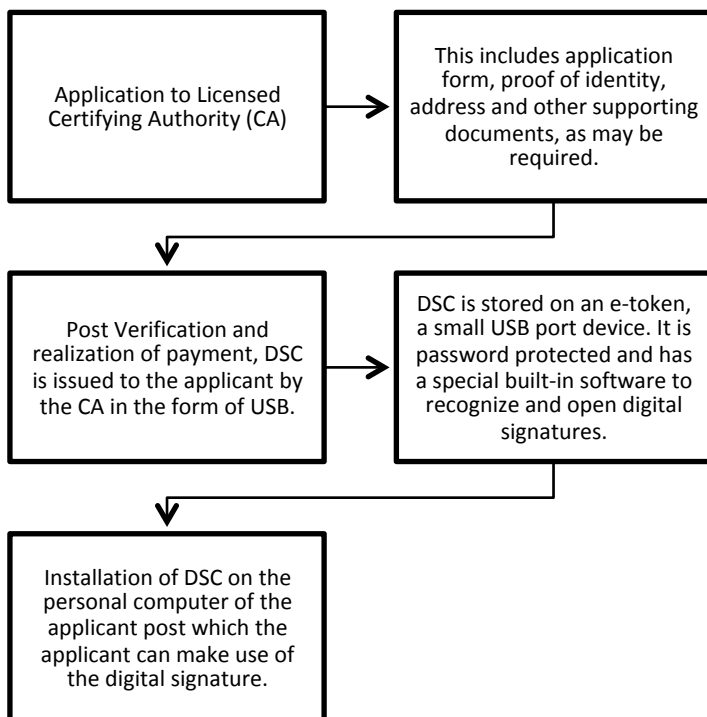 Application to Licensed
Certifying Authority (CA)
This includes application
form, proof of identity,
address and other supporting
documents, as may be
required.
Post Verification and
realization of payment, DSC
is issued to the applicant by
the CA in the form of USB.
DSC is stored on an e-token,
a small USB port device. It is
password protected and has
a special built-in software to
recognize and open digital
signatures.
Installation of DSC on the
personal computer of the
applicant post which the
applicant can make use of
the digital signature.